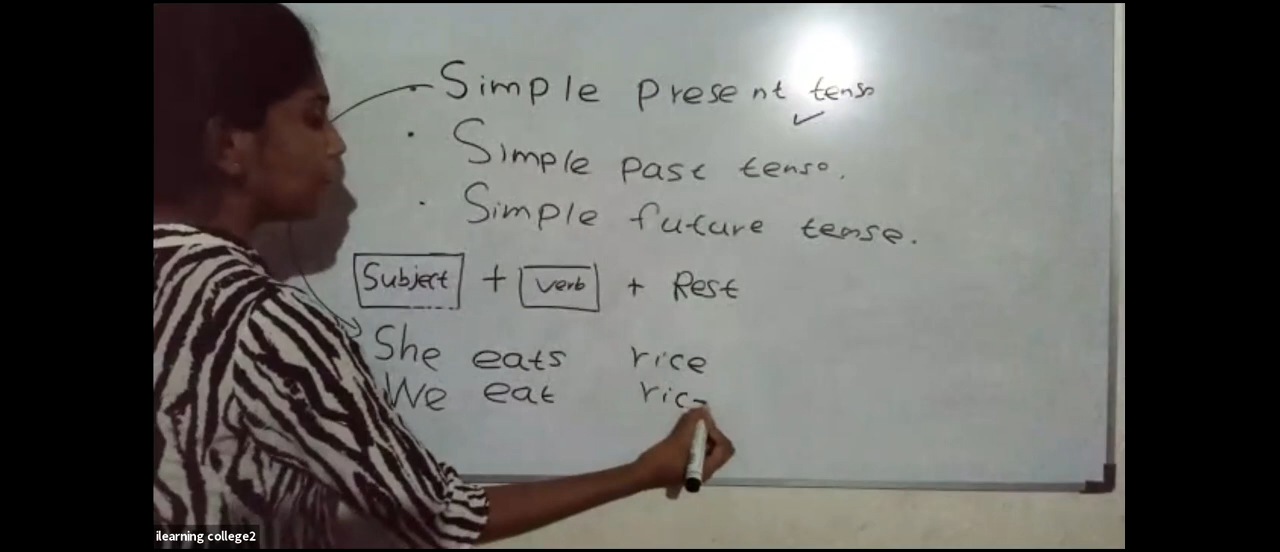 Simple present tense
Simple past tense.
Simple future tense.
Subject + verb + Rest
She eats rice
We eat ric
ilearning college2